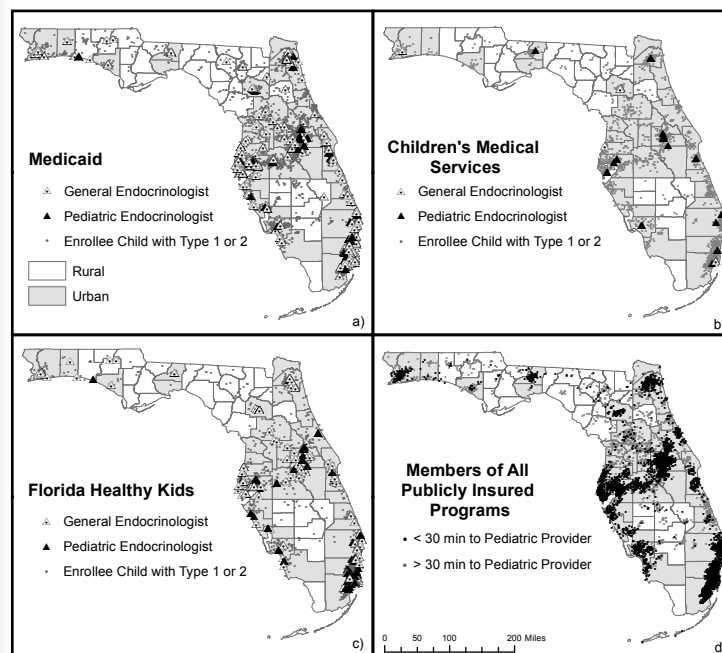 Medicaid
General Endocrinologist
Pediatric Endocrinologist
Enrollee Child with Type 1 or 2
Rural
Urban
a)
Children's Medical
Services
General Endocrinologist
Pediatric Endocrinologist
Enrollee Child with Type 1 or 2
b
Florida Healthy Kids
General Endocrinologist
Pediatric Endocrinologist
Enrollee Child with Type 1 or 2
c)
Members of All
Publicly Insured
Programs
< 30 min to Pediatric Provider
> 30 min to Pediatric Provider
0 50 100 200 Miles
d